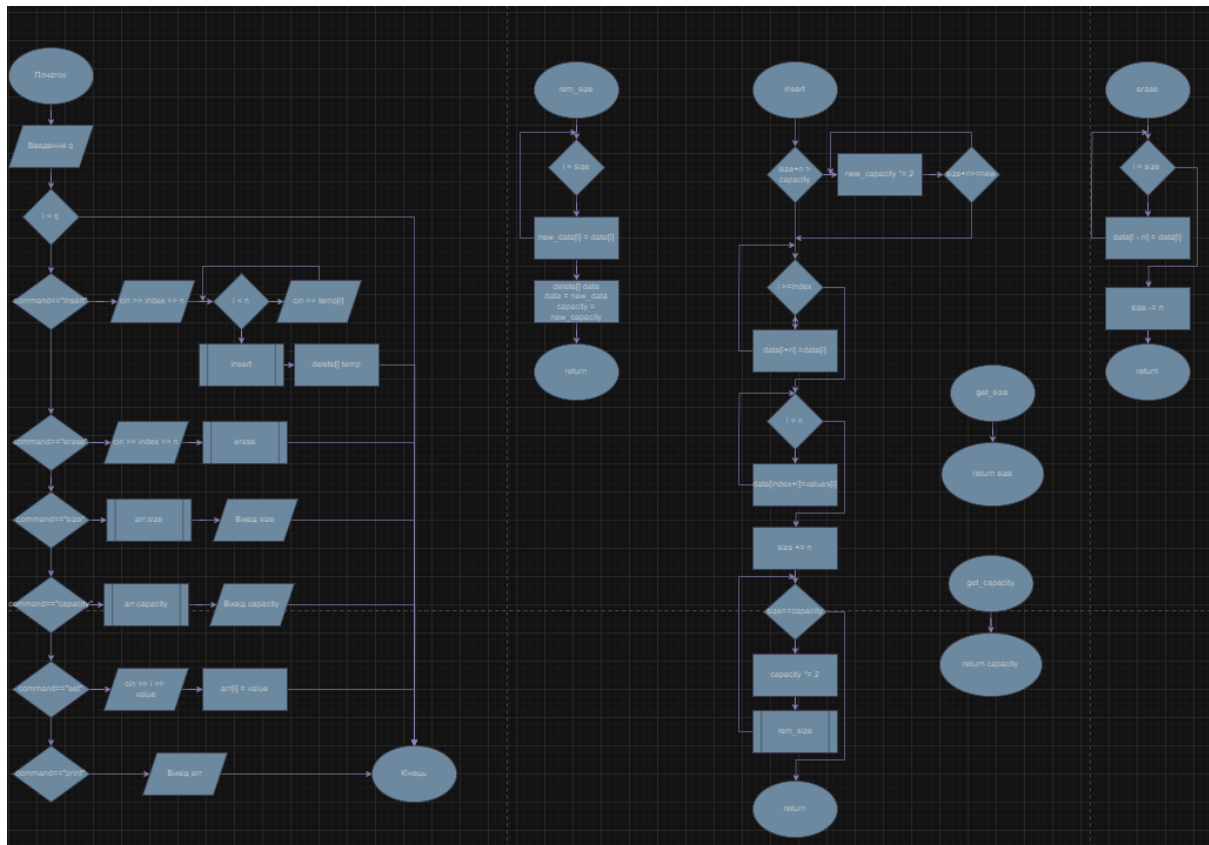 Початок
Введення q
i < q
command=="insert"
cin >> index >> n
i < n
cin >> temp[i]
insert
delete[] temp
command=="erase"
cin >> index >> n
erase
command=="size"
arr.size
Вивід size
command=="capacity"
arr.capacity
Вивід capacity
command=="set"
cin >> i >>
value
arr[i] = value
command=="print"
Вивід arr
Кінець
rem_size
i < size
new_data[i] = data[i]
delete[] data
data = new_data
capacity =
new_capacity
return
insert
size+n >
capacity
new_capacity *= 2
size+n>=new
i >=index
data[i+n] =data[i]
i < n
data[index+i]=values[i]
size += n
size==capacity
capacity *= 2
rem_size
return
get_size
return size
get_capacity
return capacity
erase
i < size
data[i - n] = data[i]
size -= n
return